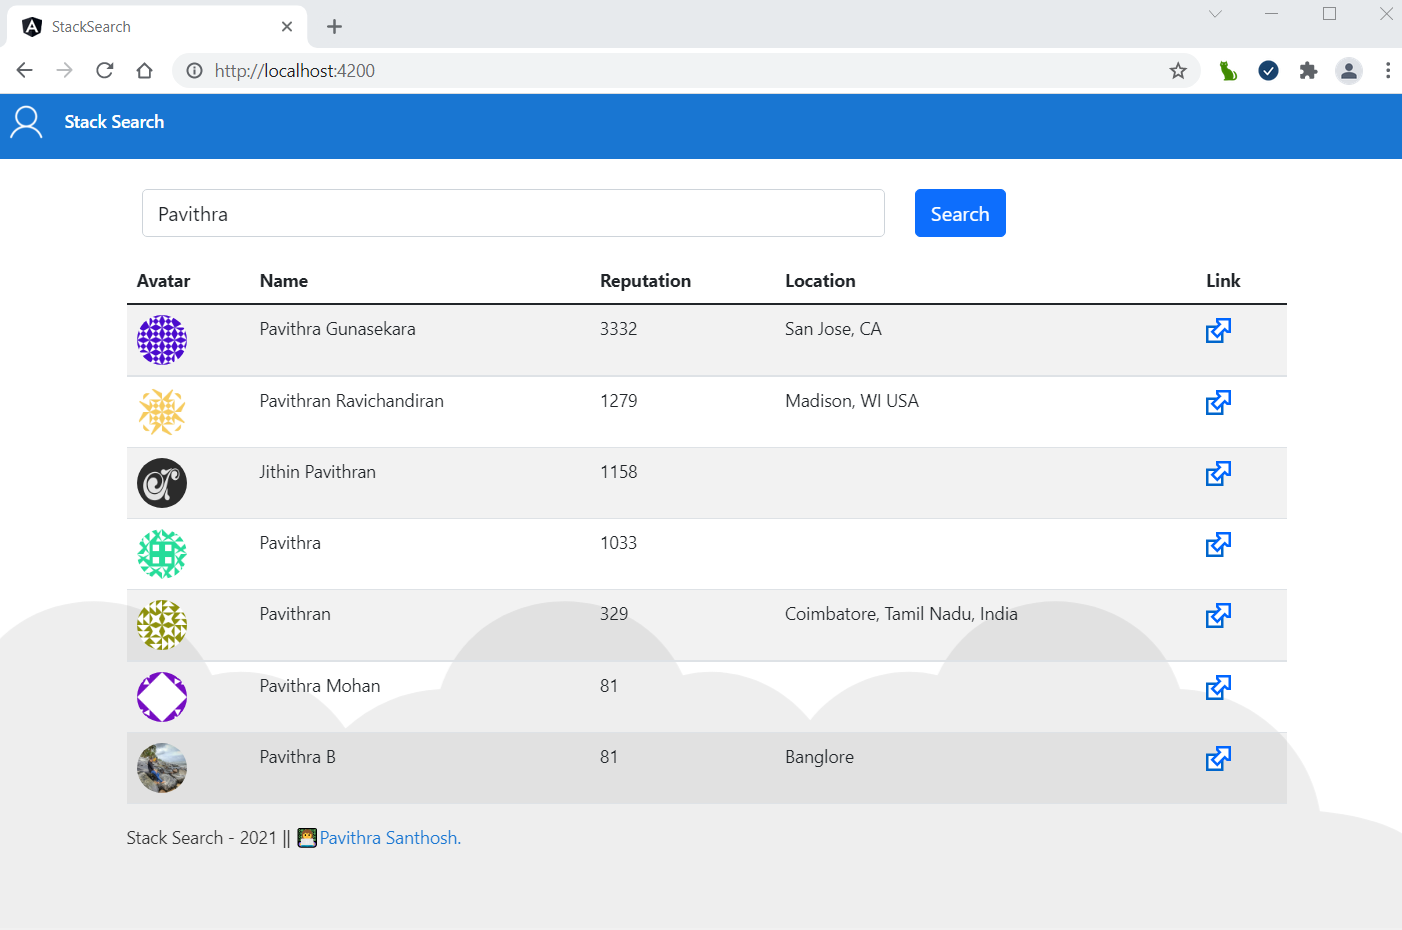 StackSearch
http://localhost:4200
Stack Search
Pavithra Search
Avatar Name Reputation Location Link
Pavithra Gunasekara 3332 San Jose, CA
Pavithran Ravichandiran 1279 Madison, WI USA
Jithin Pavithran 1158
Pavithra 1033
Pavithran 329 Coimbatore, Tamil Nadu, India
Pavithra Mohan 81
Pavithra B 81 Banglore
Stack Search - 2021 || Pavithra Santhosh.